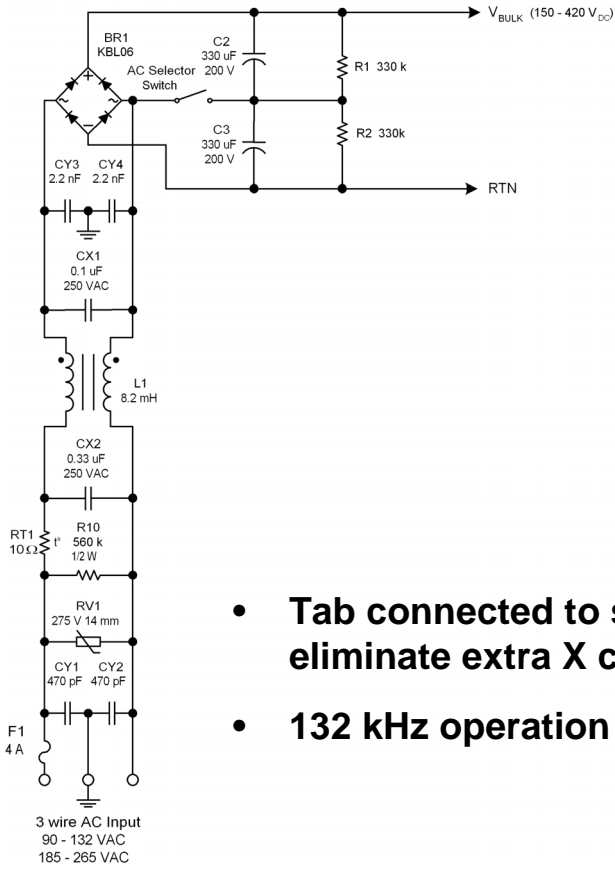 V_BULK (150 - 420 V_DC)
BR1
KBL06
AC Selector
Switch
C2
330 uF
200 V
R1 330 k
C3
330 uF
200 V
R2 330k
RTN
CY3 CY4
2.2 nF 2.2 nF
CX1
0.1 uF
250 VAC
L1
8.2 mH
CX2
0.33 uF
250 VAC
RT1
10Ω
t°
R10
560 k
1/2 W
RV1
275 V 14 mm
CY1 CY2
470 pF 470 pF
F1
4 A
3 wire AC Input
90 - 132 VAC
185 - 265 VAC
• Tab connected to
eliminate extra X
• 132 kHz operation